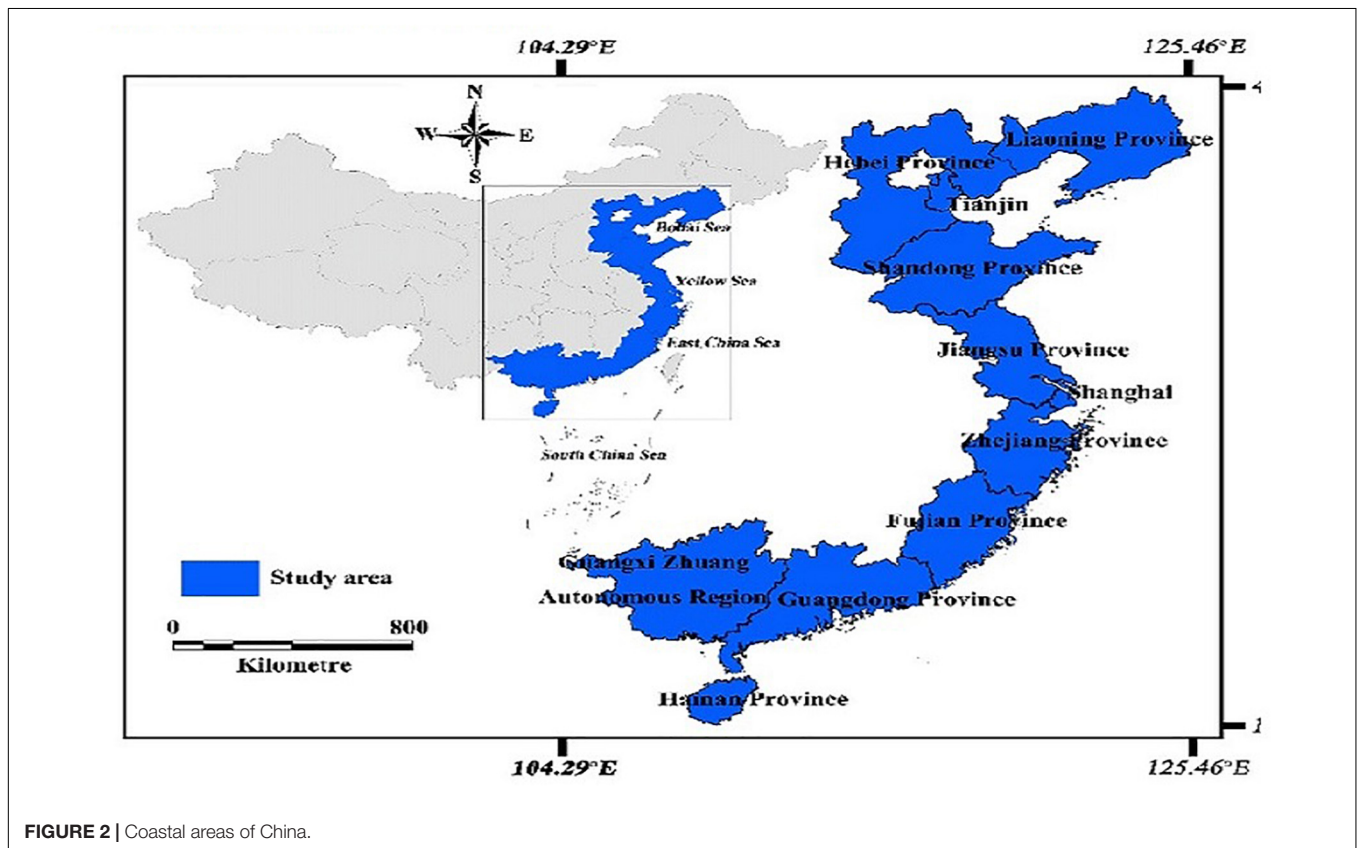 104.29°E 125.46°E
4
N
W E
S
Liaoning Province
Hebei Province
Tianjin
Bohai Sea
Shandong Province
Yellow Sea
East China Sea
Jiangsu Province
Shanghai
Zhejiang Province
South China Sea
Fujian Province
Guangxi Zhuang
Autonomous Region
Guangdong Province
Study area
0 800
Kilometre
Hainan Province
1
104.29°E 125.46°E
FIGURE 2 | Coastal areas of China.